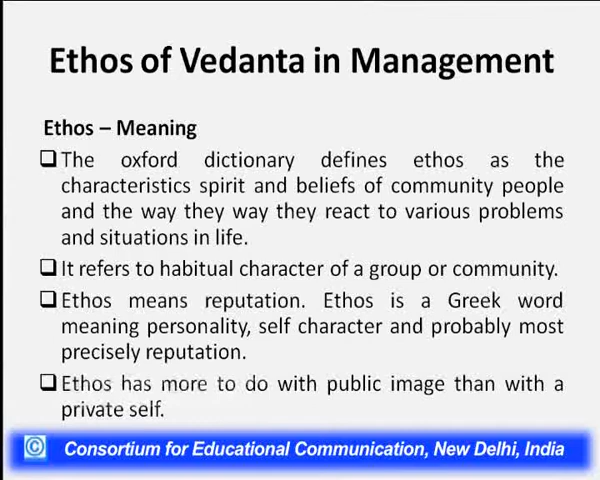 Ethos of Vedanta in Management
Ethos – Meaning
The oxford dictionary defines ethos as the
characteristics spirit and beliefs of community people
and the way they way they react to various problems
and situations in life.
It refers to habitual character of a group or community.
Ethos means reputation. Ethos is a Greek word
meaning personality, self character and probably most
precisely reputation.
Ethos has more to do with public image than with a
private self.
© Consortium for Educational Communication, New Delhi, India